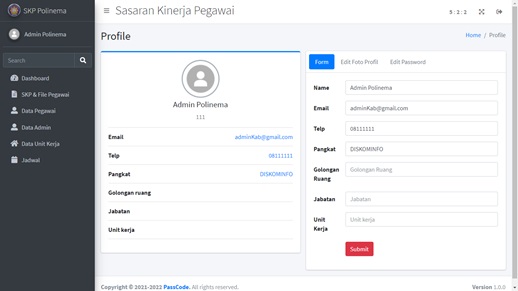 SKP Polinema
Sasaran Kinerja Pegawai
5 : 2 : 2
Admin Polinema
Search
Dashboard
SKP & File Pegawai
Data Pegawai
Data Admin
Data Unit Kerja
Jadwal
Profile
Home / Profile
Admin Polinema
111
Email adminKab@gmail.com
Telp 08111111
Pangkat DISKOMINFO
Golongan ruang
Jabatan
Unit kerja
Form Edit Foto Profil Edit Password
Name Admin Polinema
Email adminKab@gmail.com
Telp 08111111
Pangkat DISKOMINFO
Golongan Ruang Golongan Ruang
Jabatan Jabatan
Unit Kerja Unit kerja
Submit
Copyright © 2021-2022 PassCode. All rights reserved.
Version 1.0.0